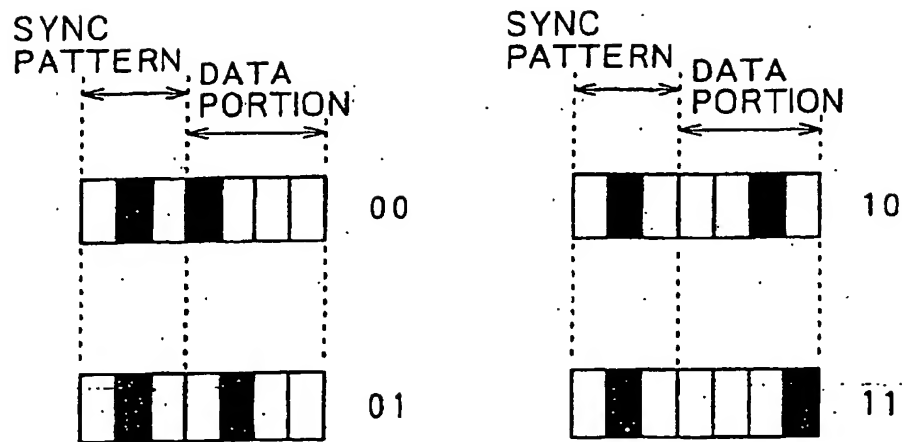 SYNC
PATTERN
DATA
PORTION
00
01
SYNC
PATTERN
DATA
PORTION
10
11